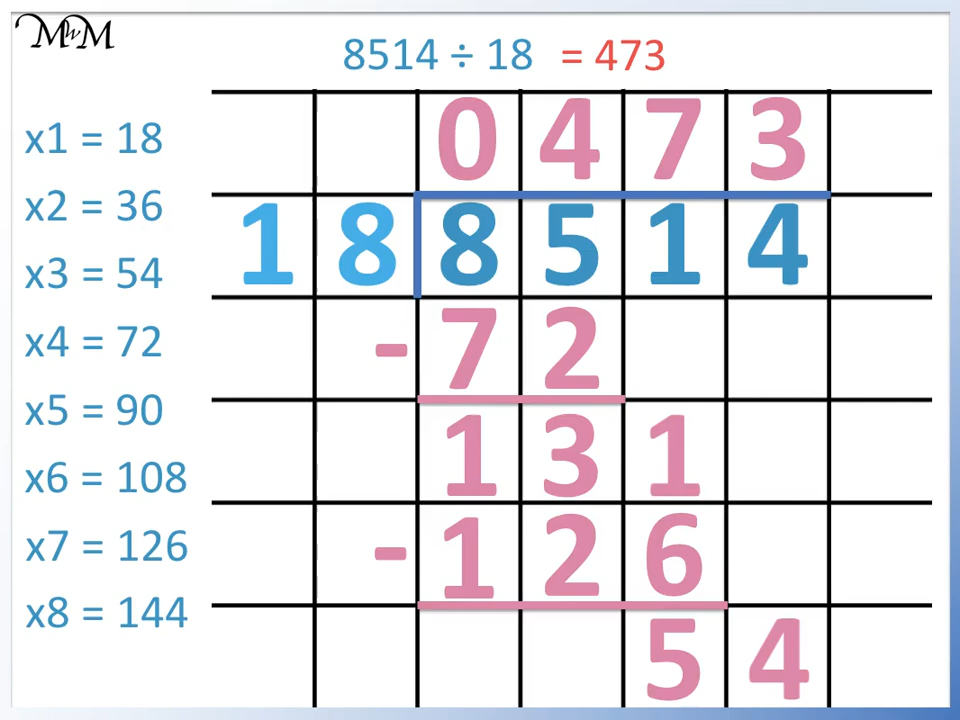 MwM
8514 ÷ 18 = 473
x1 = 18
x2 = 36
x3 = 54
x4 = 72
x5 = 90
x6 = 108
x7 = 126
x8 = 144
0 4 7 3
1 8 8 5 1 4
- 7 2
1 3 1
- 1 2 6
5 4